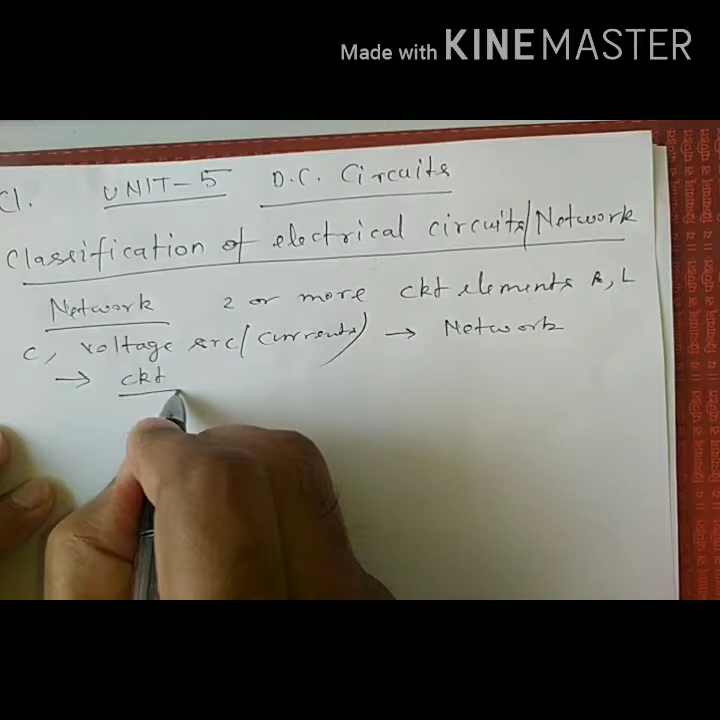 Made with KINEMASTER
C1. UNIT-5 D.C. Circuits
Classification of electrical circuits/Network
Network 2 or more ckt elements R, L
C, voltage src/(currents) → Network
→ ckt